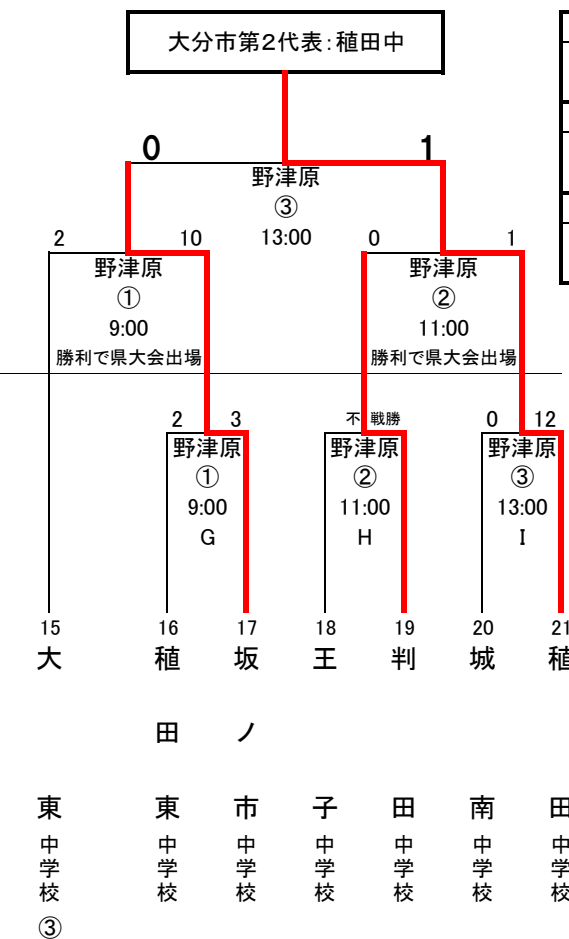 大分市第2代表:稙田中
0 1
野津原
③
13:00
2 10 0 1
野津原 野津原
① ②
9:00 11:00
勝利で県大会出場 勝利で県大会出場
2 3 不戦勝 0 12
野津原 野津原 野津原
① ② ③
9:00 11:00 13:00
G H I
15 16 17 18 19 20 21
大東中学校③
稙田東中学校
坂ノ市中学校
王子中学校
判田中学校
城南中学校
稙田中学校